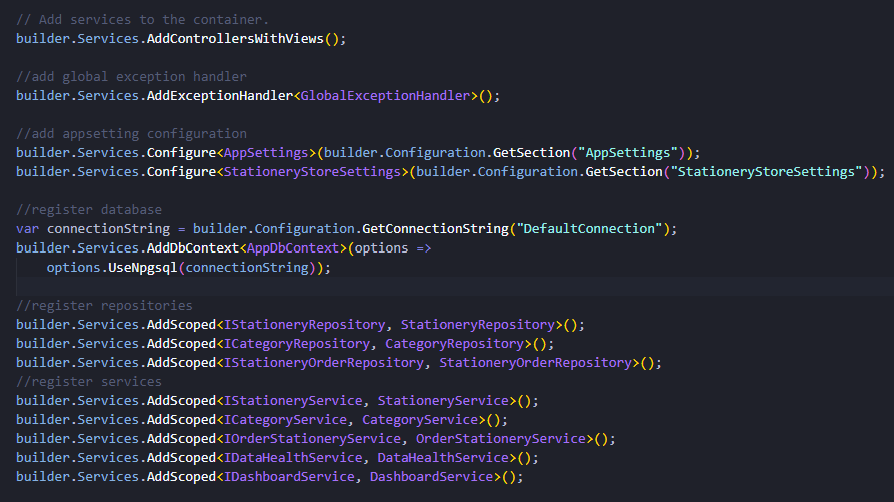 // Add services to the container.
builder.Services.AddControllersWithViews();
//add global exception handler
builder.Services.AddExceptionHandler<GlobalExceptionHandler>();
//add appsetting configuration
builder.Services.Configure<AppSettings>(builder.Configuration.GetSection("AppSettings"));
builder.Services.Configure<StationeryStoreSettings>(builder.Configuration.GetSection("StationeryStoreSettings"));
//register database
var connectionString = builder.Configuration.GetConnectionString("DefaultConnection");
builder.Services.AddDbContext<AppDbContext>(options =>
    options.UseNpgsql(connectionString));
//register repositories
builder.Services.AddScoped<IStationeryRepository, StationeryRepository>();
builder.Services.AddScoped<ICategoryRepository, CategoryRepository>();
builder.Services.AddScoped<IStationeryOrderRepository, StationeryOrderRepository>();
//register services
builder.Services.AddScoped<IStationeryService, StationeryService>();
builder.Services.AddScoped<ICategoryService, CategoryService>();
builder.Services.AddScoped<IOrderStationeryService, OrderStationeryService>();
builder.Services.AddScoped<IDataHealthService, DataHealthService>();
builder.Services.AddScoped<IDashboardService, DashboardService>();